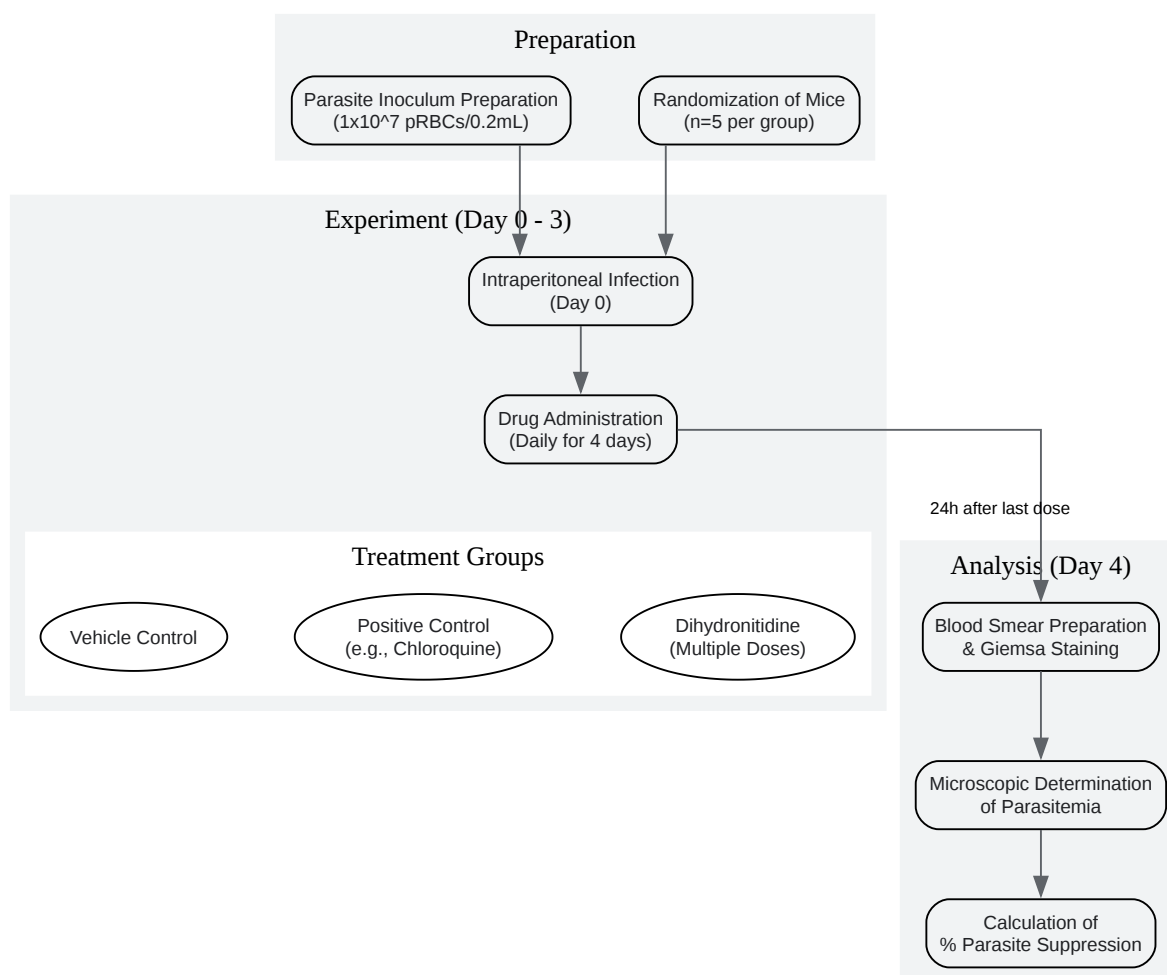 Preparation
Parasite Inoculum Preparation
(1x10^7 pRBCs/0.2mL)
Randomization of Mice
(n=5 per group)
Experiment (Day 0 - 3)
Intraperitoneal Infection
(Day 0)
Drug Administration
(Daily for 4 days)
24h after last dose
Treatment Groups
Vehicle Control
Positive Control
(e.g., Chloroquine)
Dihydronitidine
(Multiple Doses)
Analysis (Day 4)
Blood Smear Preparation
& Giemsa Staining
Microscopic Determination
of Parasitemia
Calculation of
% Parasite Suppression